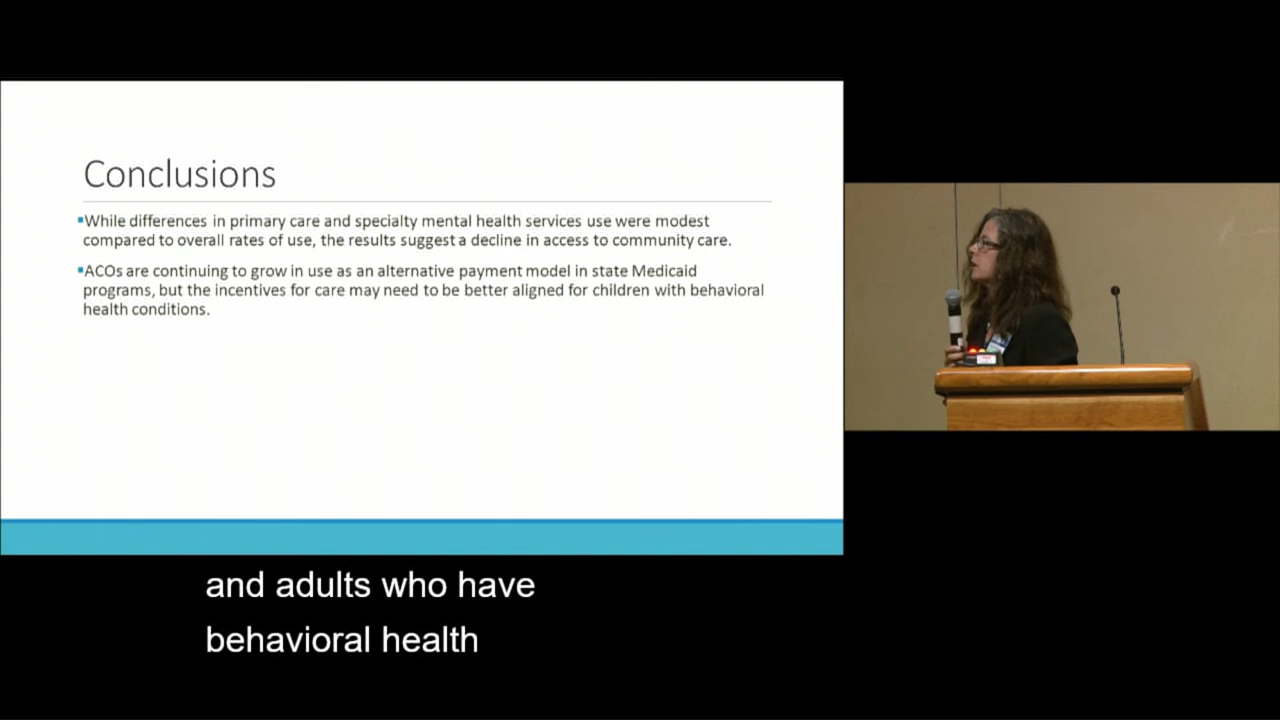 Conclusions
▪While differences in primary care and specialty mental health services use were modest
compared to overall rates of use, the results suggest a decline in access to community care.
▪ACOs are continuing to grow in use as an alternative payment model in state Medicaid
programs, but the incentives for care may need to be better aligned for children with behavioral
health conditions.
and adults who have
behavioral health